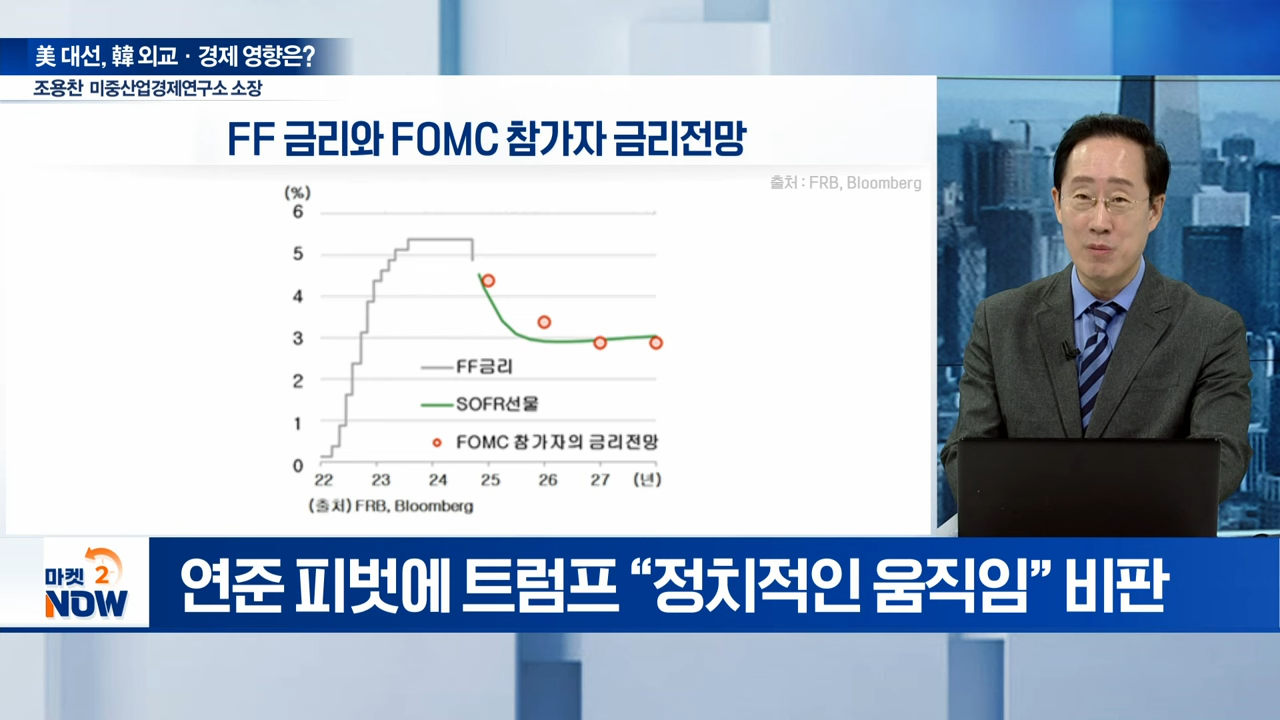 美 대선, 韓 외교 · 경제 영향은?
조용찬 미중산업경제연구소 소장
FF 금리와 FOMC 참가자 금리전망
출처 : FRB, Bloomberg
(%)
6
5
4
3
2
1
0
FF금리
SOFR선물
FOMC 참가자의 금리전망
22 23 24 25 26 27 (년)
(출처) FRB, Bloomberg
마켓 2
NOW
연준 피벗에 트럼프 “정치적인 움직임” 비판